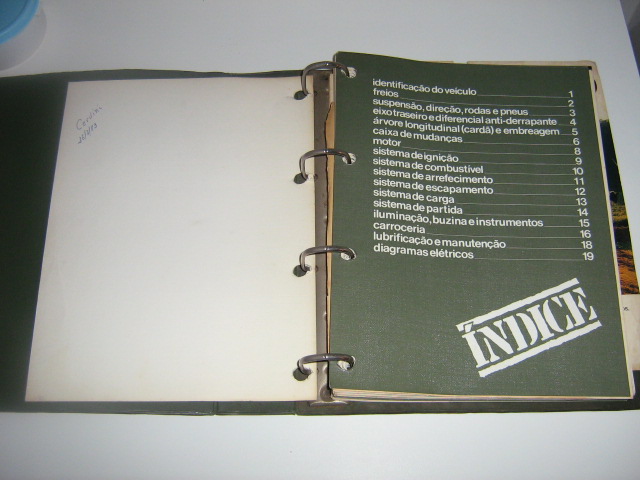 identificação do veículo 1
freios 2
suspensão, direção, rodas e pneus 3
eixo traseiro e diferencial anti-derrapante 4
árvore longitudinal (cardã) e embreagem 5
caixa de mudanças 6
motor 8
sistema de ignição 9
sistema de combustível 10
sistema de arrefecimento 11
sistema de escapamento 12
sistema de carga 13
sistema de partida 14
iluminação, buzina e instrumentos 15
carroceria 16
lubrificação e manutenção 18
diagramas elétricos 19
ÍNDICE